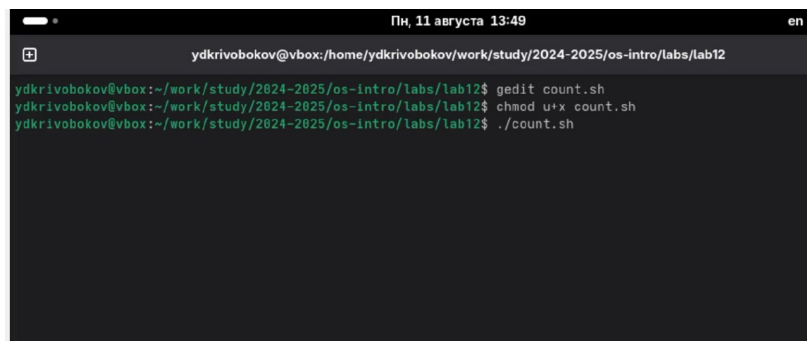 Пн, 11 августа 13:49
en
ydkrivobokov@vbox:/home/ydkrivobokov/work/study/2024-2025/os-intro/labs/lab12
ydkrivobokov@vbox:~/work/study/2024-2025/os-intro/labs/lab12$ gedit count.sh
ydkrivobokov@vbox:~/work/study/2024-2025/os-intro/labs/lab12$ chmod u+x count.sh
ydkrivobokov@vbox:~/work/study/2024-2025/os-intro/labs/lab12$ ./count.sh